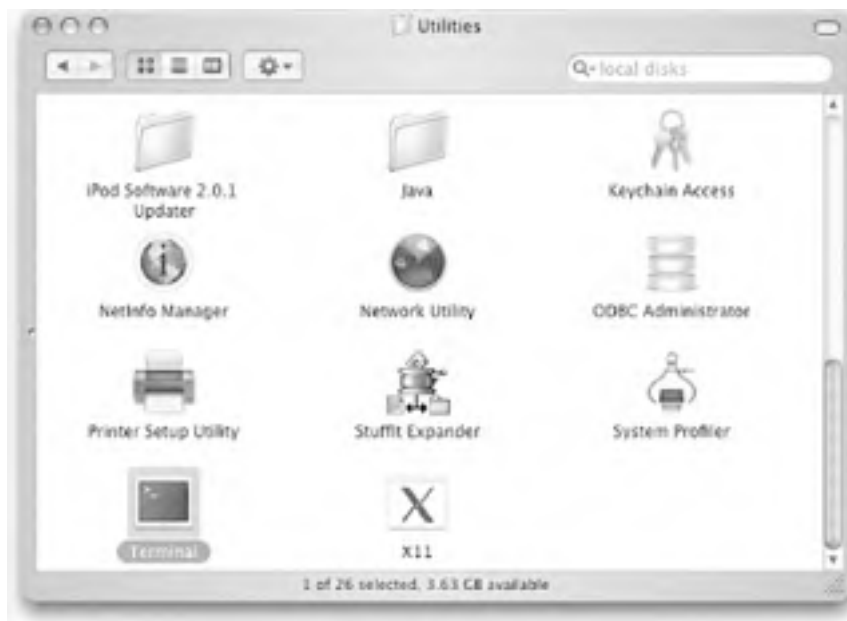 Utilities
local disks
iPod Software 2.0.1
Updater
Java
Keychain Access
NetInfo Manager
Network Utility
ODBC Administrator
Printer Setup Utility
StuffIt Expander
System Profiler
Terminal
X11
1 of 26 selected, 3.63 GB available